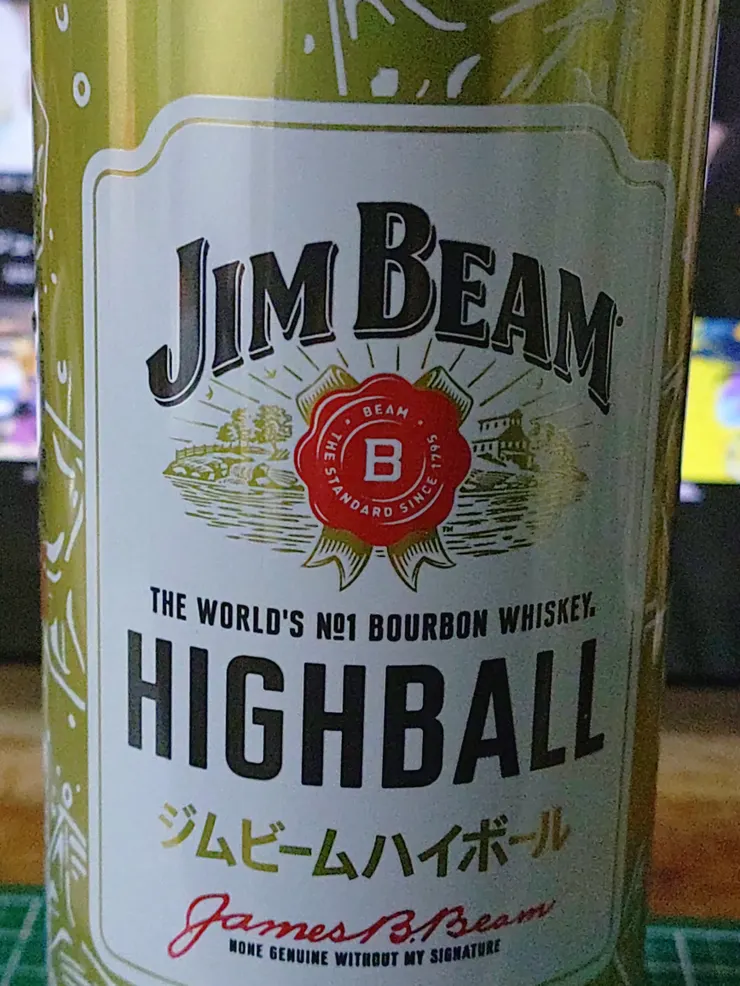 JIM BEAM
BEAM
B
THE STANDARD SINCE 1795
THE WORLD'S №1 BOURBON WHISKEY.
HIGHBALL
ジムビームハイボール
James B. Beam
NONE GENUINE WITHOUT MY SIGNATURE